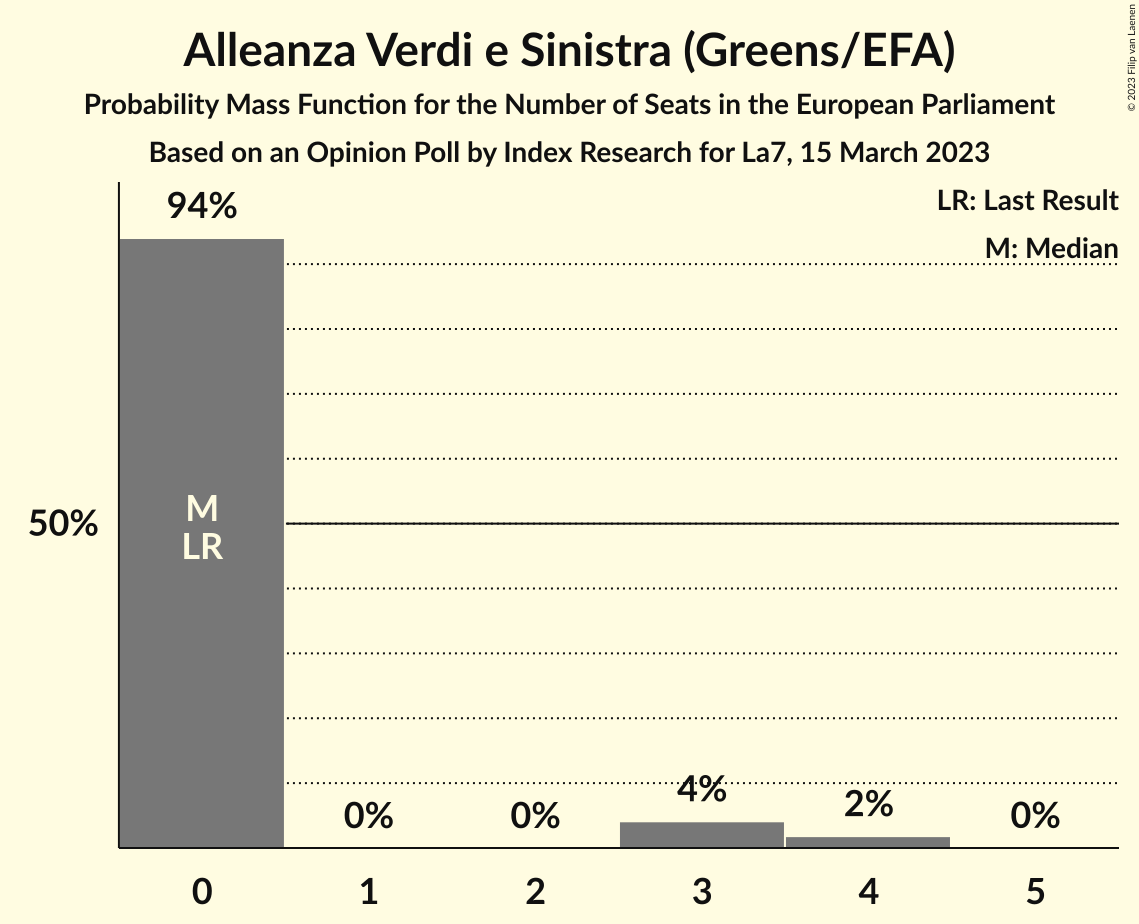 Alleanza Verdi e Sinistra (Greens/EFA)
Probability Mass Function for the Number of Seats in the European Parliament
Based on an Opinion Poll by Index Research for La7, 15 March 2023
© 2023 Filip van Laenen
LR: Last Result
M: Median
94%
50%
M
LR
0%
0%
4%
2%
0%
0
1
2
3
4
5